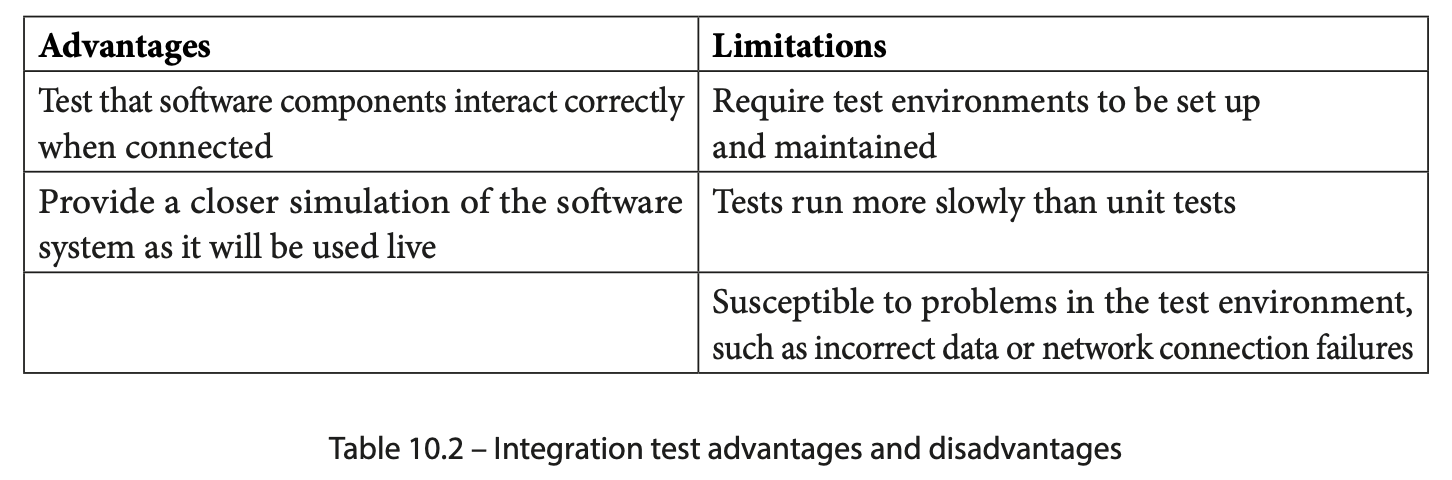 Advantages
Limitations
Test that software components interact correctly
when connected
Require test environments to be set up
and maintained
Provide a closer simulation of the software
system as it will be used live
Tests run more slowly than unit tests
Susceptible to problems in the test environment,
such as incorrect data or network connection failures
Table 10.2 – Integration test advantages and disadvantages